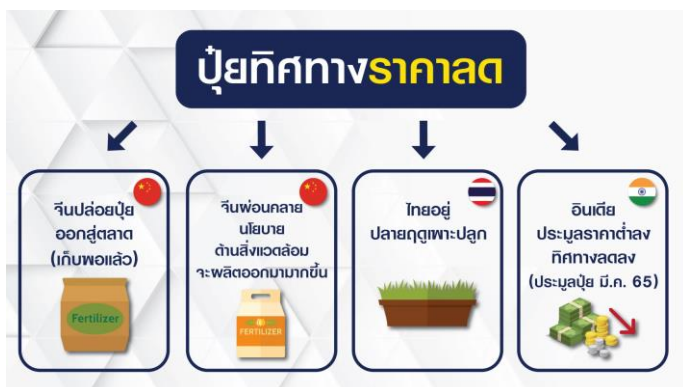 ปุ๋ยทิศทางราคาลด
จีนปล่อยปุ๋ย
ออกสู่ตลาด
(เก็บพอแล้ว)
Fertilizer
จีนผ่อนคลาย
นโยบาย
ด้านสิ่งแวดล้อม
จะผลิตออกมามากขึ้น
FERTILIZER
ไทยอยู่
ปลายฤดูเพาะปลูก
อินเดีย
ประมูลราคาต่ำลง
ทิศทางลดลง
(ประมูลปุ๋ย มี.ค. 65)